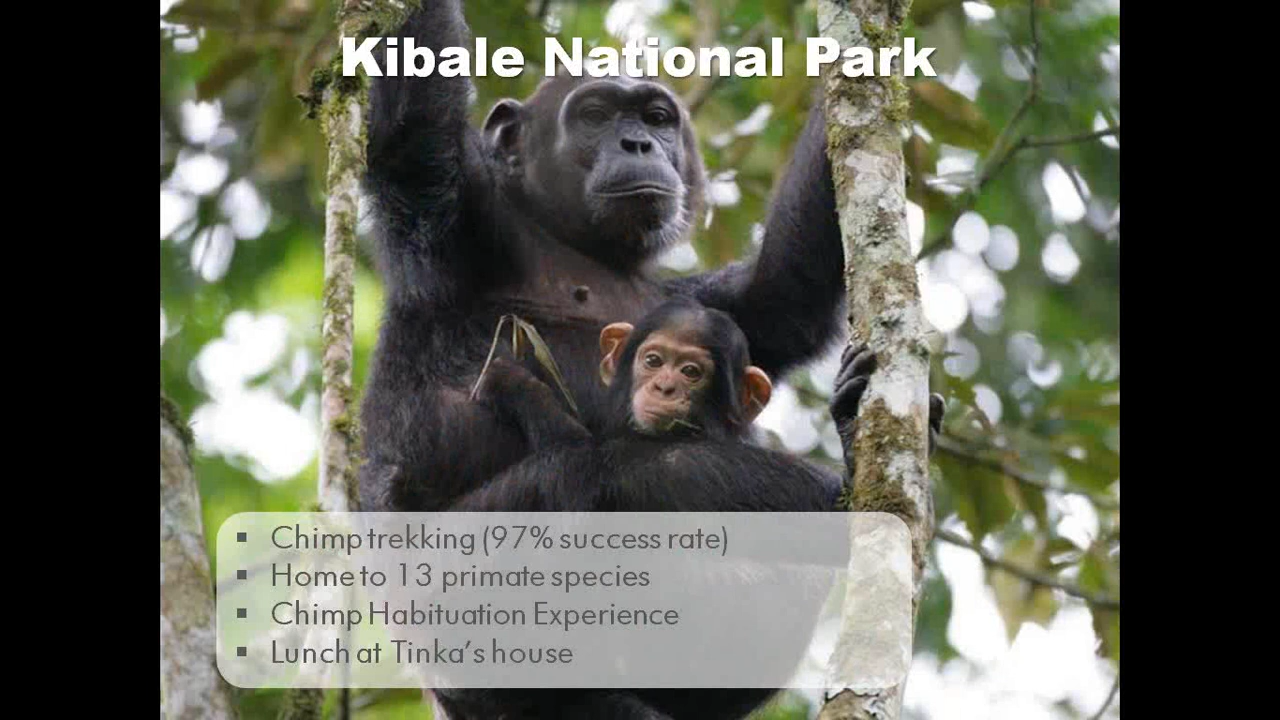 Kibale National Park
▪ Chimp trekking (97% success rate)
▪ Home to 13 primate species
▪ Chimp Habituation Experience
▪ Lunch at Tinka's house